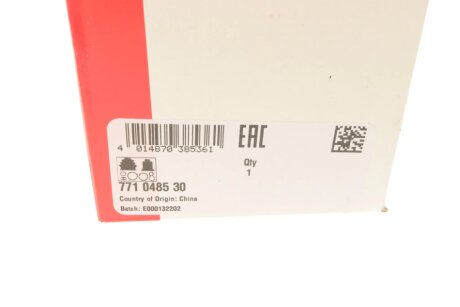 4 014870 385361
EAC
Qty
1
771 0485 30
Country of Origin: China
Batch: E000132202